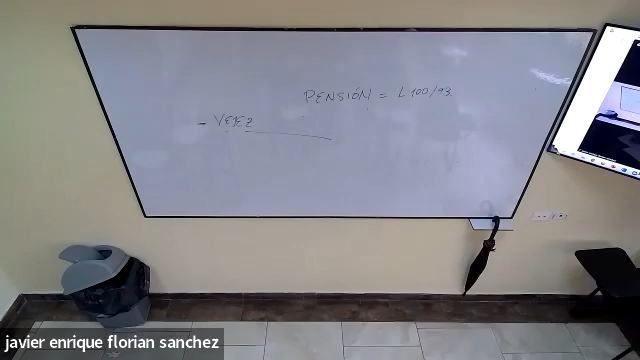 PENSIÓN = L 100/93.
- VEJEZ
javier enrique florian sanchez